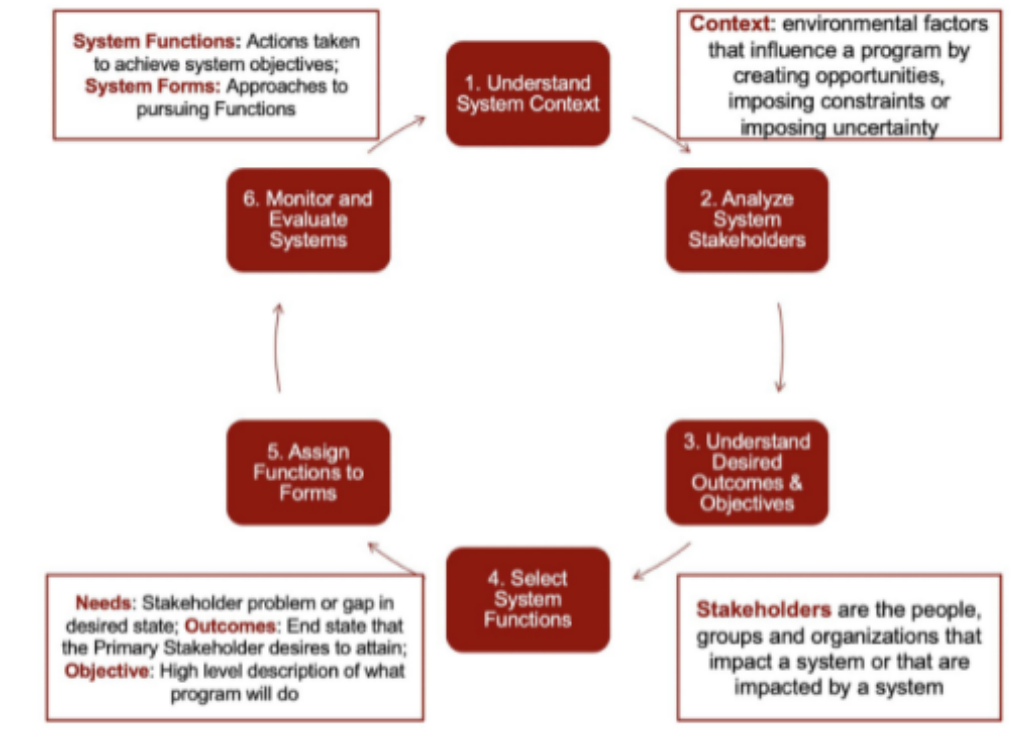 System Functions: Actions taken
to achieve system objectives;
System Forms: Approaches to
pursuing Functions
1. Understand
System Context
Context: environmental factors
that influence a program by
creating opportunities,
imposing constraints or
imposing uncertainty
6. Monitor and
Evaluate
Systems
2. Analyze
System
Stakeholders
5. Assign
Functions to
Forms
3. Understand
Desired
Outcomes &
Objectives
4. Select
System
Functions
Needs: Stakeholder problem or gap in
desired state; Outcomes: End state that
the Primary Stakeholder desires to attain;
Objective: High level description of what
program will do
Stakeholders are the people,
groups and organizations that
impact a system or that are
impacted by a system